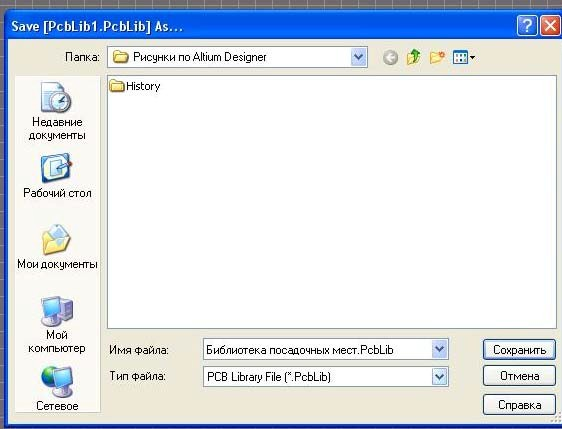 Save [PcbLib1.PcbLib] As...
Папка:
Рисунки по Altium Designer
History
Недавние
документы
Рабочий стол
Мои документы
Мой
компьютер
Сетевое
Имя файла:
Библиотека посадочных мест.PcbLib
Сохранить
Тип файла:
PCB Library File (*.PcbLib)
Отмена
Справка